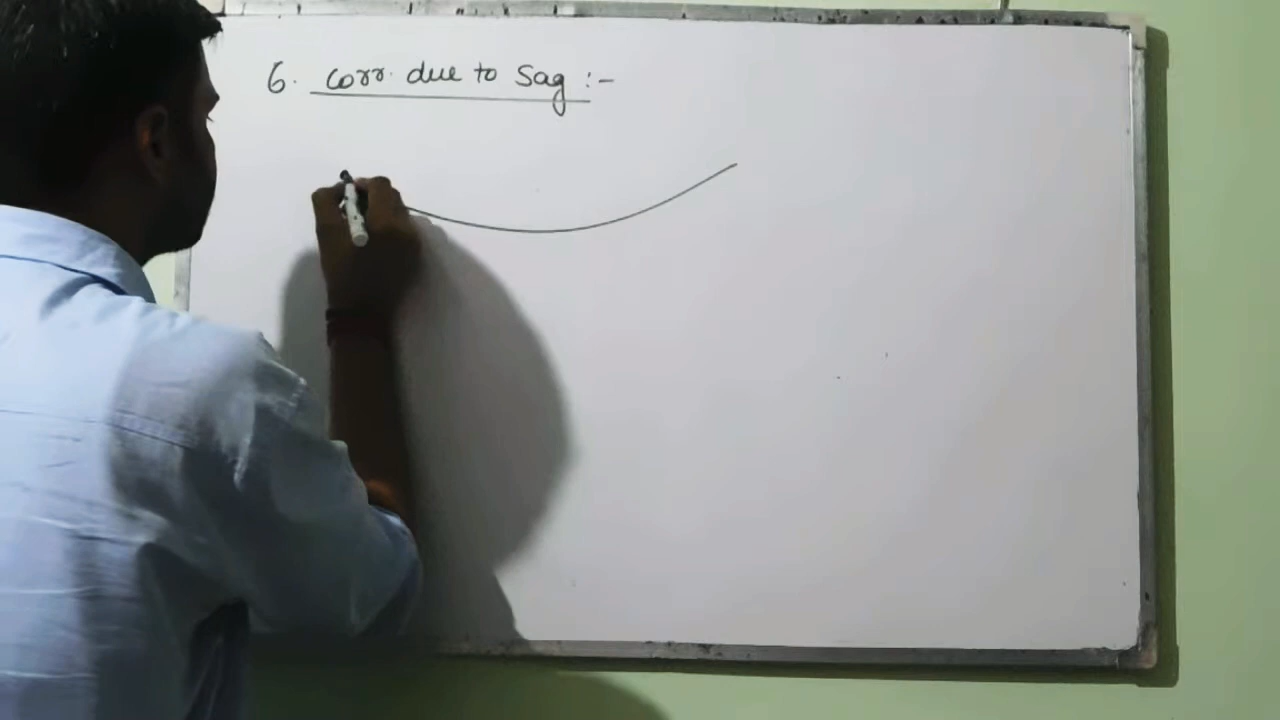 6. Corr. due to Sag :-